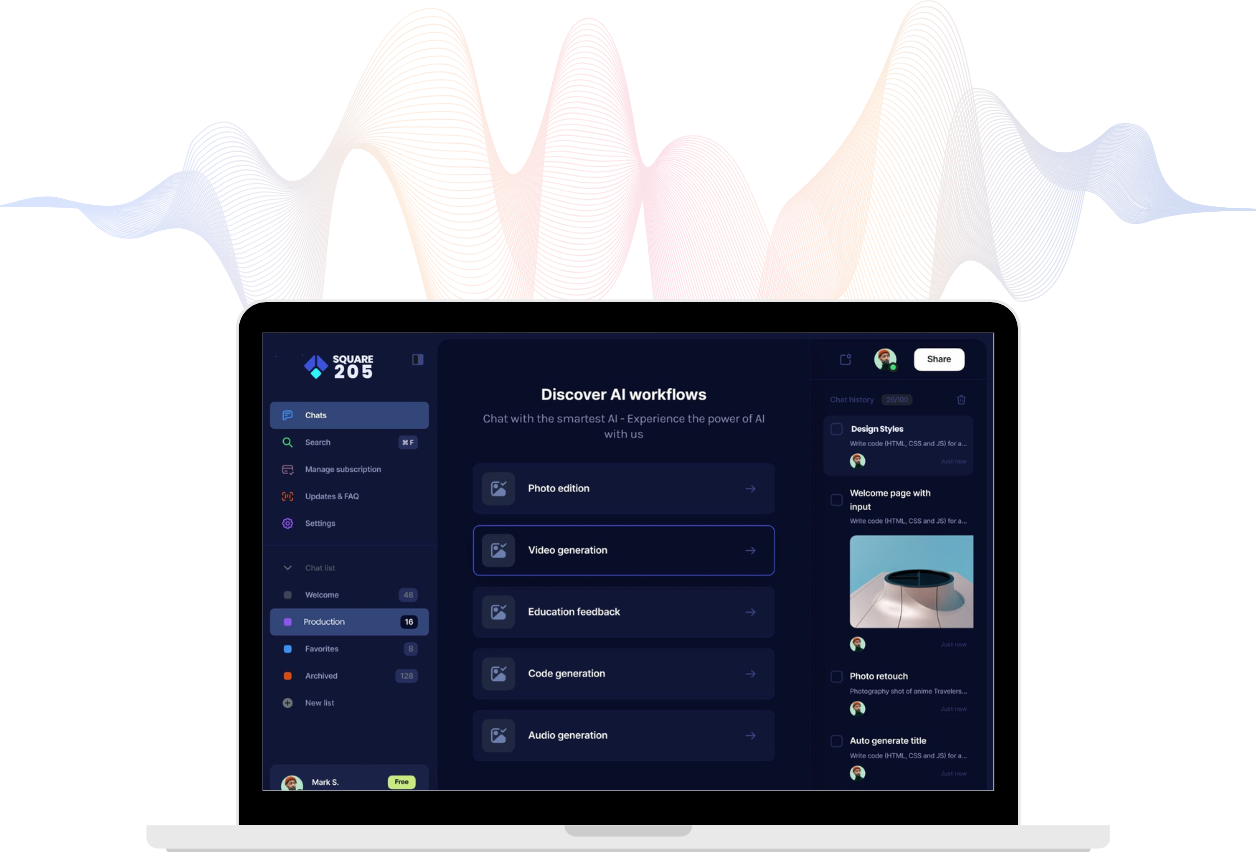 SQUARE
205
Chats
Search
⌘ F
Manage subscription
Updates & FAQ
Settings
Chat list
Welcome
48
Production
16
Favorites
8
Archived
128
New list
Mark S.
Free
Discover AI workflows
Chat with the smartest AI - Experience the power of AI
with us
Photo edition
Video generation
Education feedback
Code generation
Audio generation
Share
Chat history
26/100
Design Styles
Write code (HTML, CSS and JS) for a...
Just now
Welcome page with
input
Write code (HTML, CSS and JS) for a...
Just now
Photo retouch
Photography shot of anime Travelers...
Just now
Auto generate title
Write code (HTML, CSS and JS) for a...
Just now